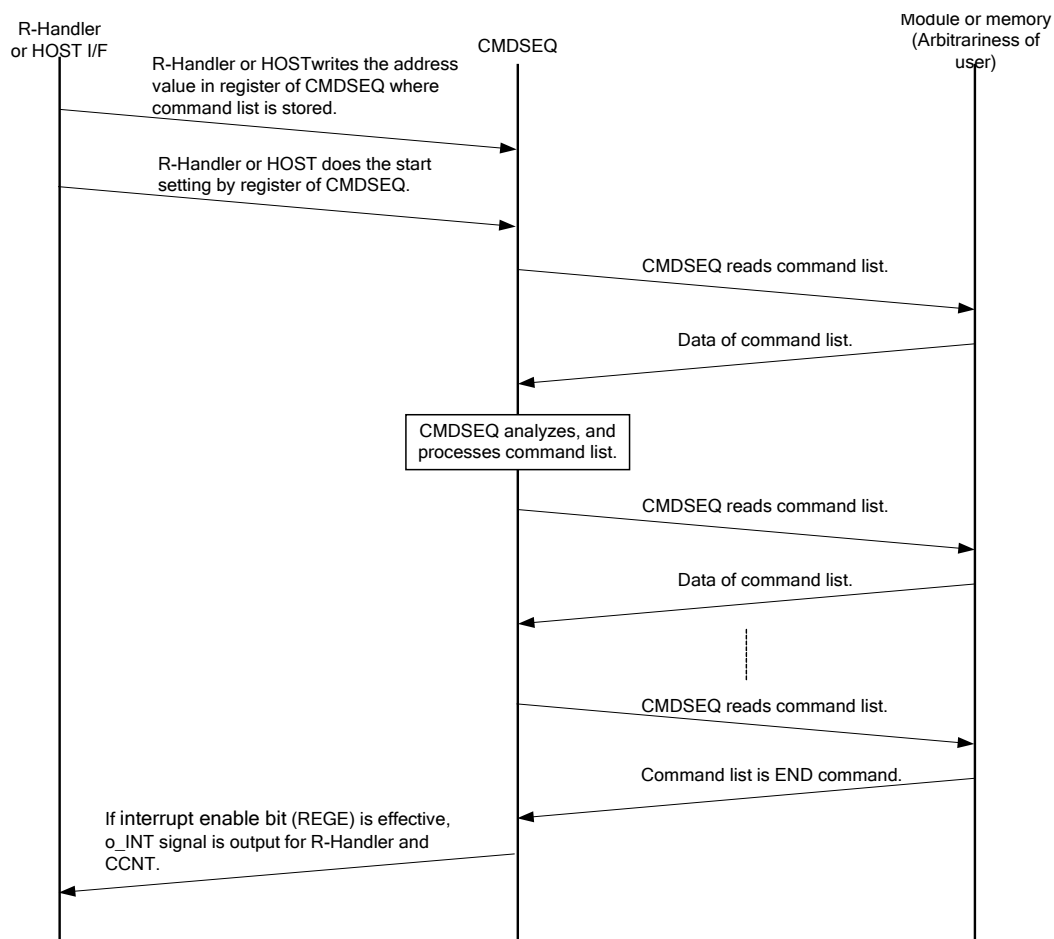 R-Handler
or HOST I/F
CMDSEQ
Module or memory
(Arbitrariness of
user)
R-Handler or HOSTwrites the address
value in register of CMDSEQ where
command list is stored.
R-Handler or HOST does the start
setting by register of CMDSEQ.
CMDSEQ reads command list.
Data of command list.
CMDSEQ analyzes, and
processes command list.
CMDSEQ reads command list.
Data of command list.
CMDSEQ reads command list.
Command list is END command.
If interrupt enable bit (REGE) is effective,
o_INT signal is output for R-Handler and
CCNT.